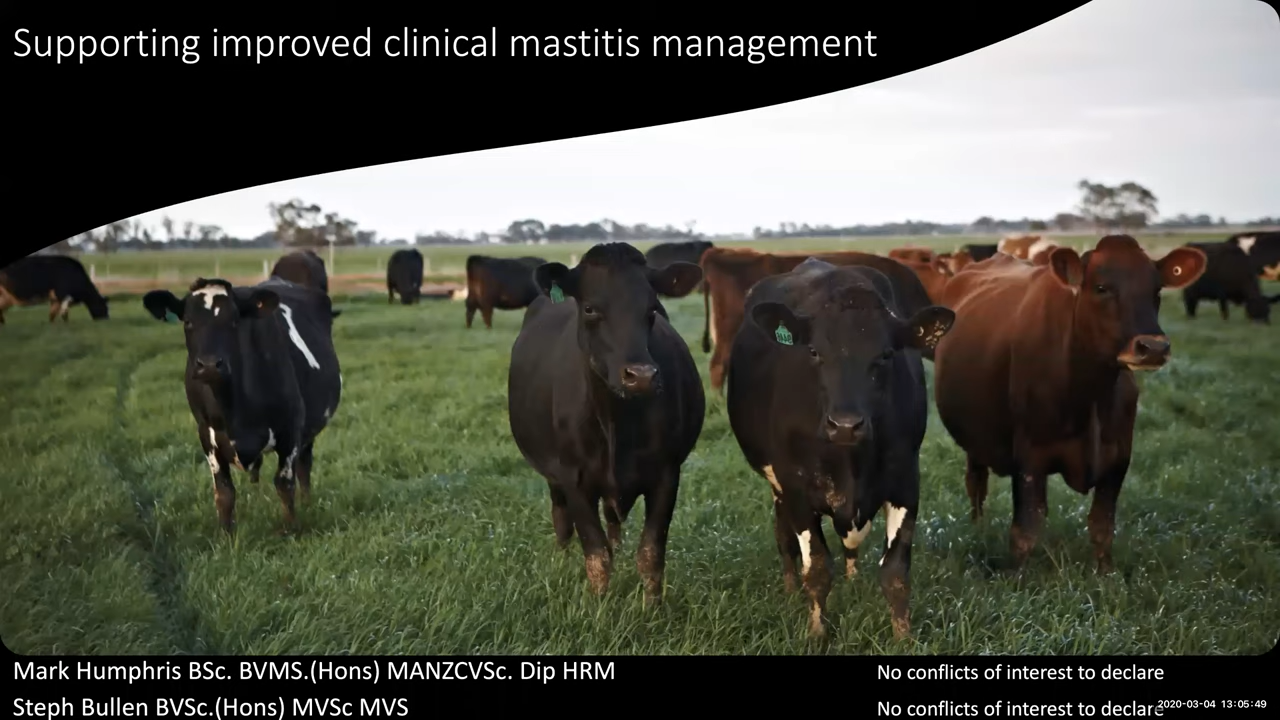 Supporting improved clinical mastitis management
Mark Humphris BSc. BVMS.(Hons) MANZCVSc. Dip HRM
No conflicts of interest to declare
Steph Bullen BVSc.(Hons) MVSc MVS
No conflicts of interest to declare
2020-03-04 13:05:49